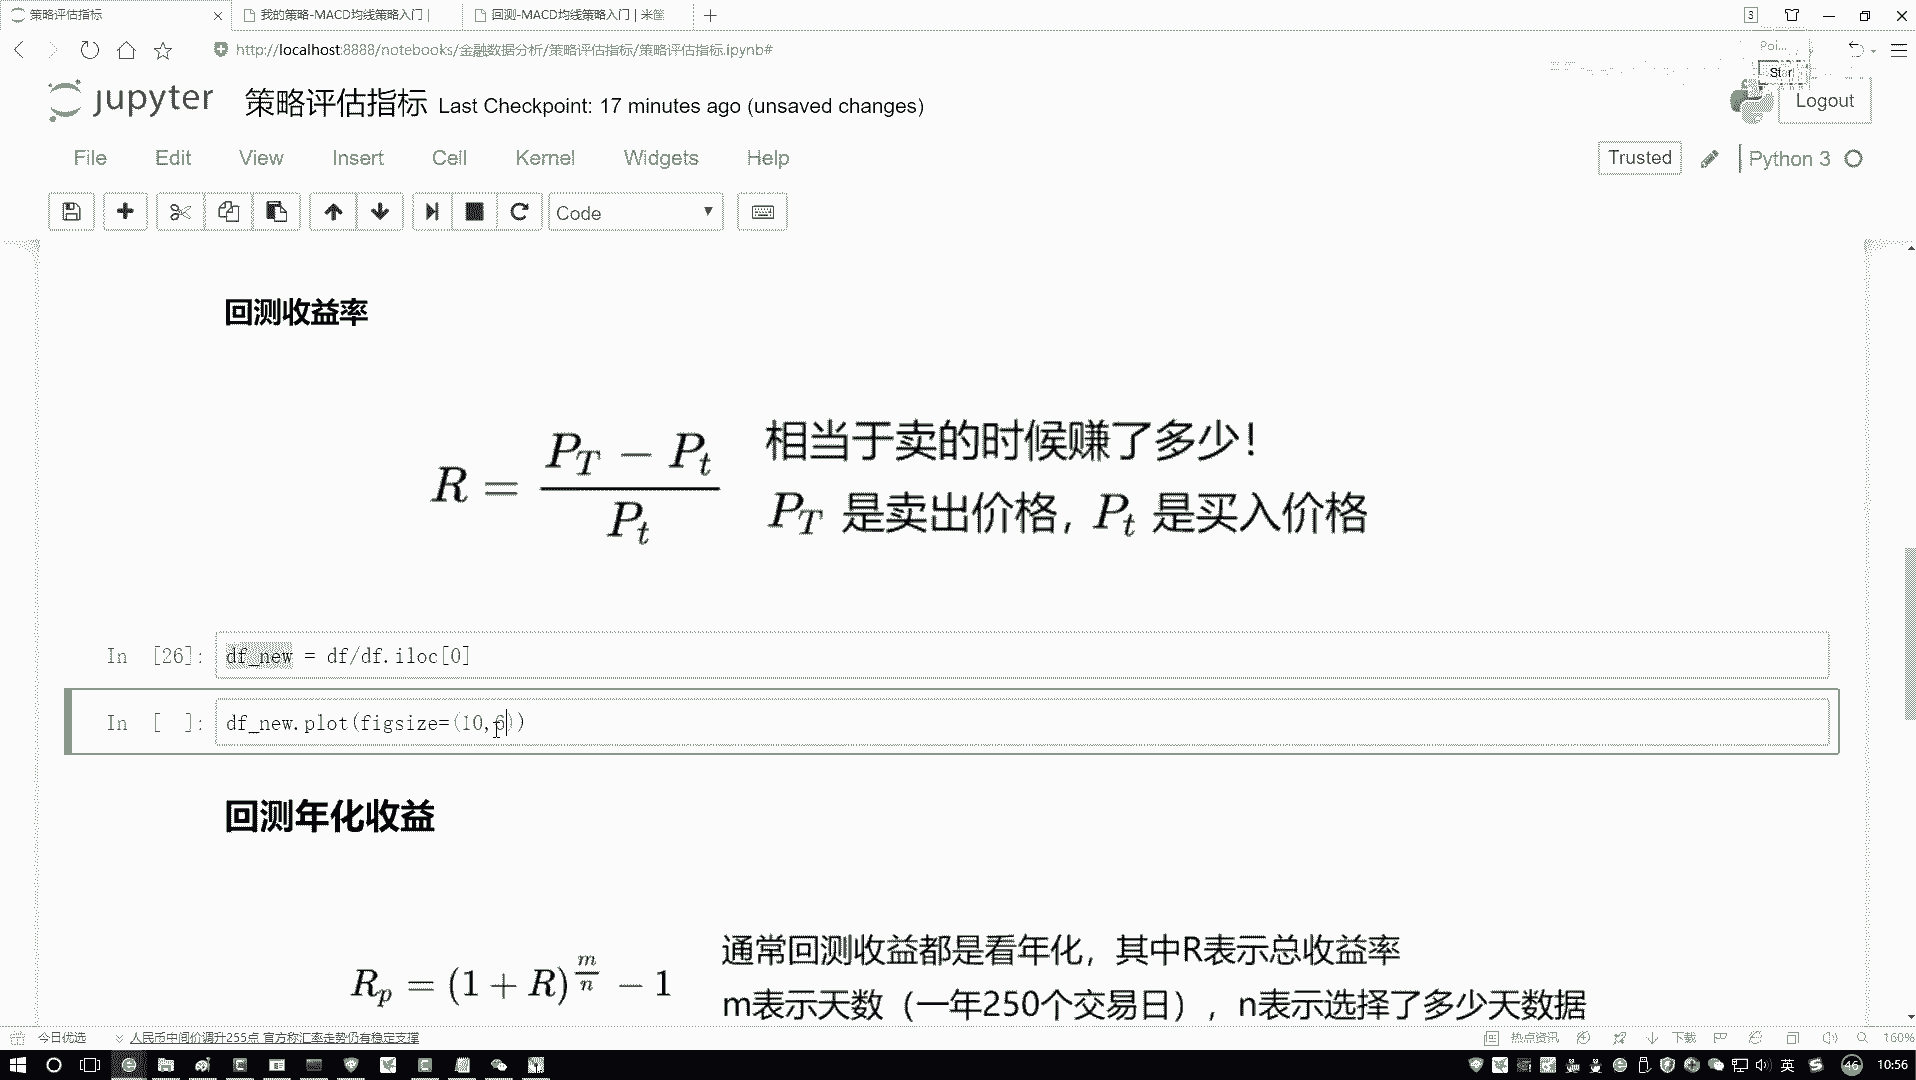 策略评估指标
我的策略-MACD均线策略入门 |
回测-MACD均线策略入门 | 米筐
3
http://localhost:8888/notebooks/金融数据分析/策略评估指标/策略评估指标.ipynb#
jupyter 策略评估指标 Last Checkpoint: 17 minutes ago (unsaved changes)
Logout
File Edit View Insert Cell Kernel Widgets Help
Trusted
Python 3
Code
回测收益率
R = (P_T − P_t) / P_t
相当于卖的时候赚了多少！
P_T 是卖出价格, P_t 是买入价格
In [26]: df_new = df/df.iloc[0]
In [ ]: df_new.plot(figsize=(10,6))
回测年化收益
R_p = (1 + R)^{m/n} − 1
通常回测收益都是看年化，其中R表示总收益率
m表示天数（一年250个交易日），n表示选择了多少天数据
今日优选
人民币中间价调升255点 官方称汇率走势仍有稳定支撑
热点资讯
下载
160%
英
46
10:56